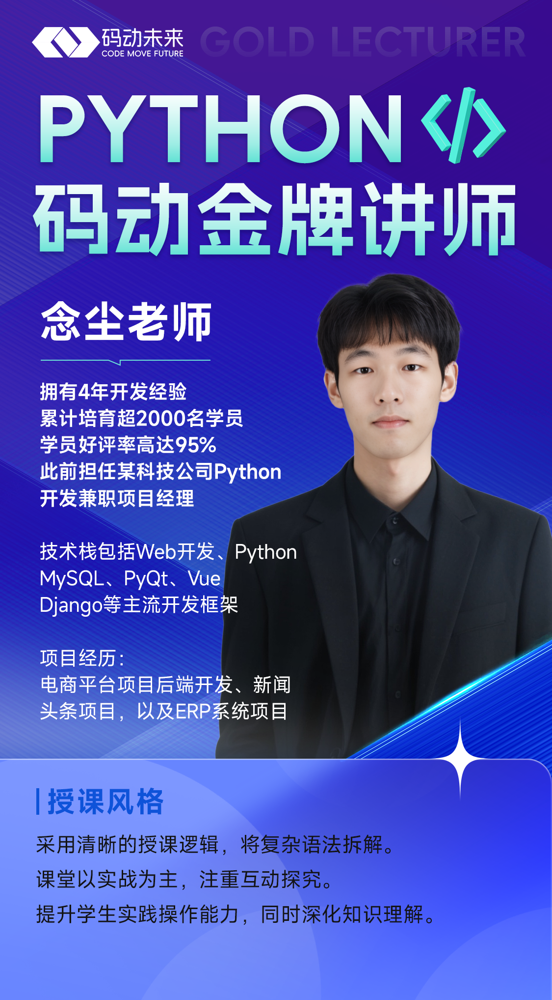 码动未来
CODE MOVE FUTURE
GOLD LECTURER
PYTHON </>
码动金牌讲师
念尘老师
拥有4年开发经验
累计培育超2000名学员
学员好评率高达95%
此前担任某科技公司Python
开发兼职项目经理
技术栈包括Web开发、Python
MySQL、PyQt、Vue
Django等主流开发框架
项目经历：
电商平台项目后端开发、新闻
头条项目，以及ERP系统项目
授课风格
采用清晰的授课逻辑，将复杂语法拆解。
课堂以实战为主，注重互动探究。
提升学生实践操作能力，同时深化知识理解。